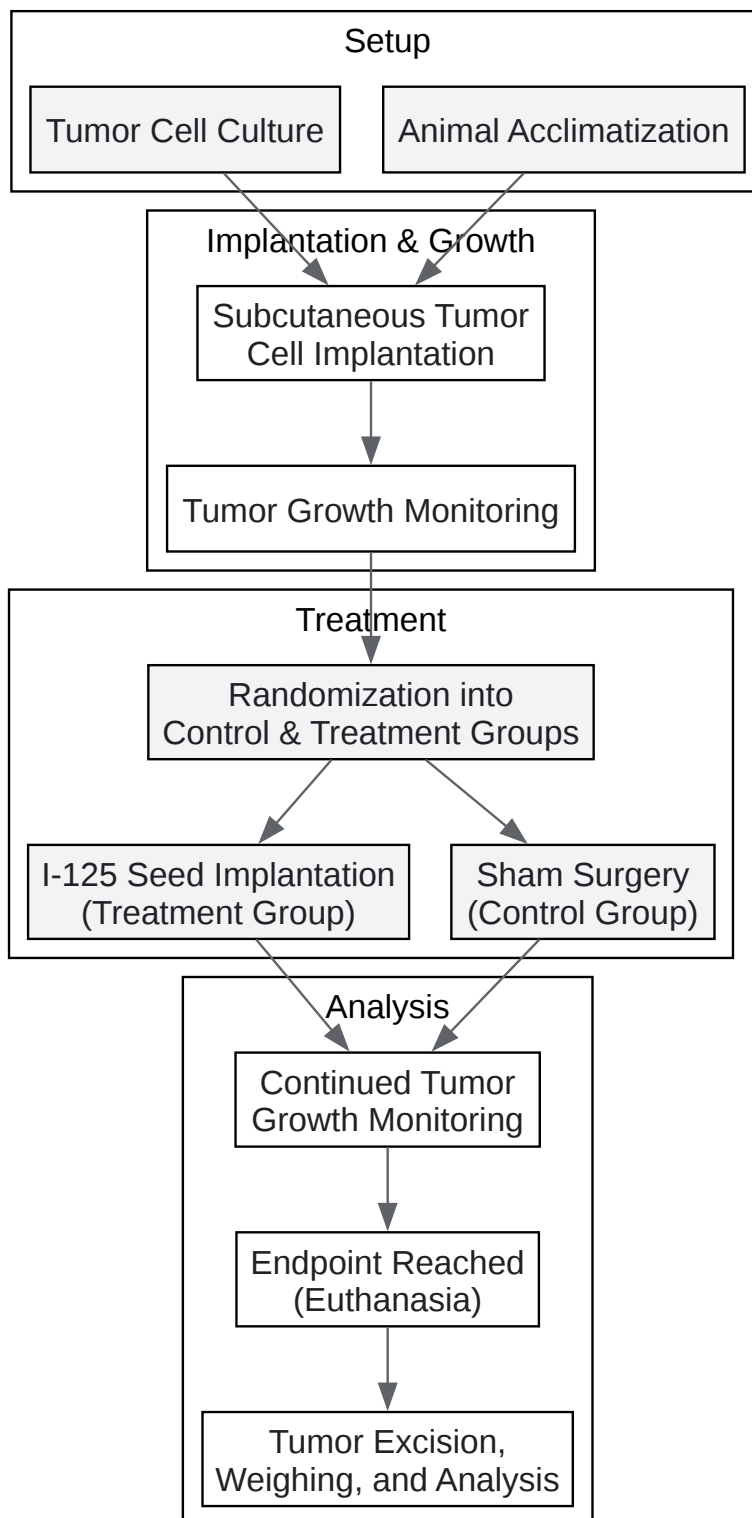 Setup
Tumor Cell Culture
Animal Acclimatization
Implantation & Growth
Subcutaneous Tumor
Cell Implantation
Tumor Growth Monitoring
Treatment
Randomization into
Control & Treatment Groups
I-125 Seed Implantation
(Treatment Group)
Sham Surgery
(Control Group)
Analysis
Continued Tumor
Growth Monitoring
Endpoint Reached
(Euthanasia)
Tumor Excision,
Weighing, and Analysis